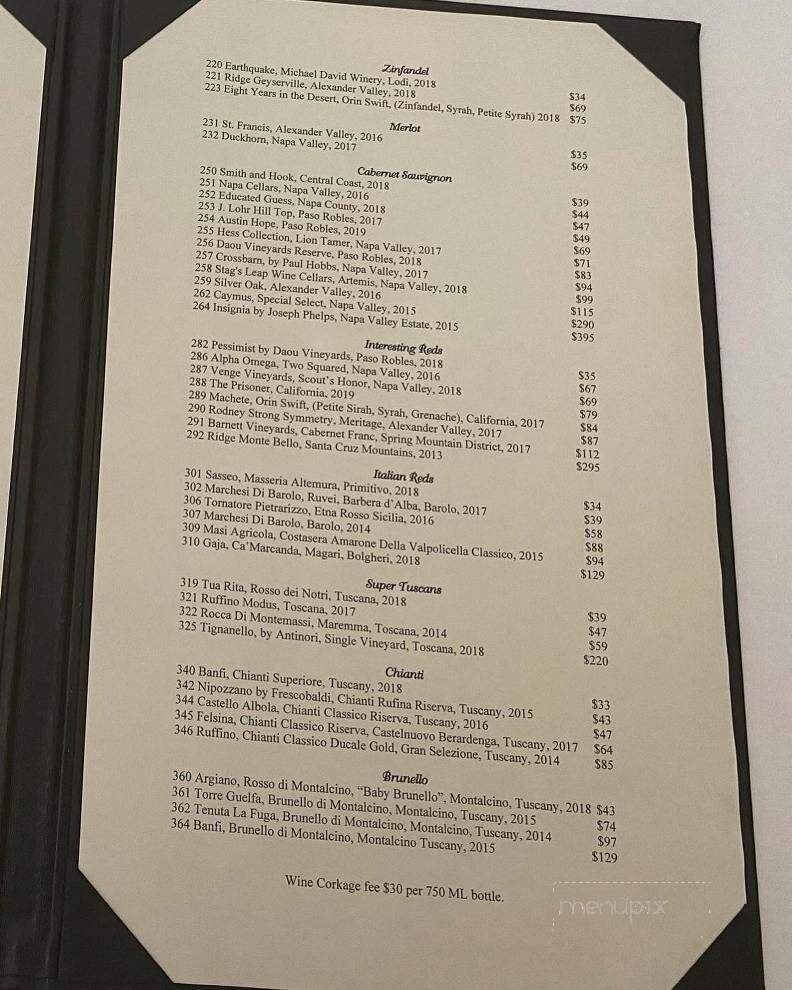 Zinfandel
220 Earthquake, Michael David Winery, Lodi, 2018 $34
221 Ridge Geyserville, Alexander Valley, 2018 $69
223 Eight Years in the Desert, Orin Swift, (Zinfandel, Syrah, Petite Syrah) 2018 $75
Merlot
231 St. Francis, Alexander Valley, 2016 $35
232 Duckhorn, Napa Valley, 2017 $69
Cabernet Sauvignon
250 Smith and Hook, Central Coast, 2018 $39
251 Napa Cellars, Napa Valley, 2016 $44
252 Educated Guess, Napa County, 2018 $47
253 J. Lohr Hill Top, Paso Robles, 2017 $49
254 Austin Hope, Paso Robles, 2019 $69
255 Hess Collection, Lion Tamer, Napa Valley, 2017 $71
256 Daou Vineyards Reserve, Paso Robles, 2018 $83
257 Crossbarn, by Paul Hobbs, Napa Valley, 2017 $94
258 Stag's Leap Wine Cellars, Artemis, Napa Valley, 2018 $99
259 Silver Oak, Alexander Valley, 2016 $115
262 Caymus, Special Select, Napa Valley, 2015 $290
264 Insignia by Joseph Phelps, Napa Valley Estate, 2015 $395
Interesting Reds
282 Pessimist by Daou Vineyards, Paso Robles, 2018 $35
286 Alpha Omega, Two Squared, Napa Valley, 2016 $67
287 Venge Vineyards, Scout's Honor, Napa Valley, 2018 $69
288 The Prisoner, California, 2019 $79
289 Machete, Orin Swift, (Petite Sirah, Syrah, Grenache), California, 2017 $84
290 Rodney Strong Symmetry, Meritage, Alexander Valley, 2017 $87
291 Barnett Vineyards, Cabernet Franc, Spring Mountain District, 2017 $112
292 Ridge Monte Bello, Santa Cruz Mountains, 2013 $295
Italian Reds
301 Sasseo, Masseria Altemura, Primitivo, 2018 $34
302 Marchesi Di Barolo, Ruvei, Barbera d'Alba, Barolo, 2017 $39
306 Tornatore Pietrarizzo, Etna Rosso Sicilia, 2016 $58
307 Marchesi Di Barolo, Barolo, 2014 $88
309 Masi Agricola, Costasera Amarone Della Valpolicella Classico, 2015 $94
310 Gaja, Ca'Marcanda, Magari, Bolgheri, 2018 $129
Super Tuscans
319 Tua Rita, Rosso dei Notri, Tuscana, 2018 $39
321 Ruffino Modus, Toscana, 2017 $47
322 Rocca Di Montemassi, Maremma, Toscana, 2014 $59
325 Tignanello, by Antinori, Single Vineyard, Toscana, 2018 $220
Chianti
340 Banfi, Chianti Superiore, Tuscany, 2018 $33
342 Nipozzano by Frescobaldi, Chianti Rufina Riserva, Tuscany, 2015 $43
344 Castello Albola, Chianti Classico Riserva, Tuscany, 2016 $47
345 Felsina, Chianti Classico Riserva, Castelnuovo Berardenga, Tuscany, 2017 $64
346 Ruffino, Chianti Classico Ducale Gold, Gran Selezione, Tuscany, 2014 $85
Brunello
360 Argiano, Rosso di Montalcino, “Baby Brunello”, Montalcino, Tuscany, 2018 $43
361 Torre Guelfa, Brunello di Montalcino, Montalcino, Tuscany, 2015 $74
362 Tenuta La Fuga, Brunello di Montalcino, Montalcino, Tuscany, 2014 $97
364 Banfi, Brunello di Montalcino, Montalcino Tuscany, 2015 $129
Wine Corkage fee $30 per 750 ML bottle.
menupix